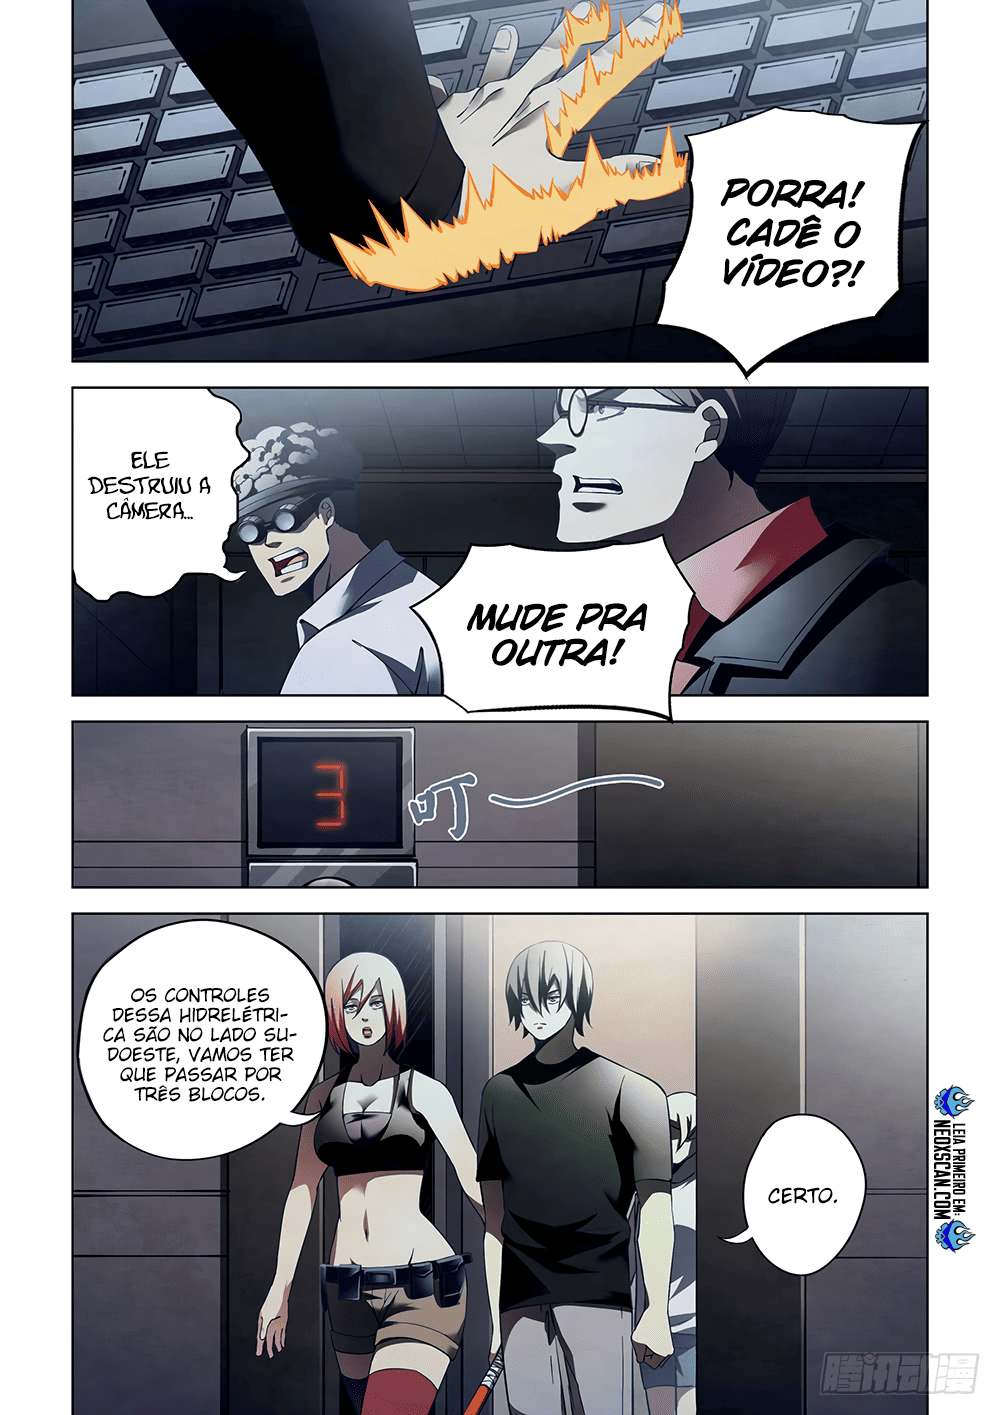 PORRA!
CADÊ O
VÍDEO?!
ELE
DESTRUIU A
CÂMERA...
MUDE PRA
OUTRA!
3
叮
OS CONTROLES
DESSA HIDRELÉTRI-
CA SÃO NO LADO SU-
DOESTE, VAMOS TER
QUE PASSAR POR
TRÊS BLOCOS.
CERTO.
LEIA PRIMEIRO EM:
NEOXSCAN.COM
腾讯动漫